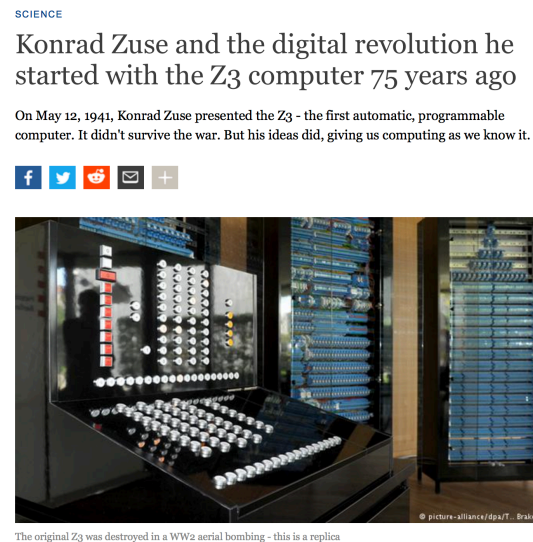 SCIENCE
Konrad Zuse and the digital revolution he
started with the Z3 computer 75 years ago
On May 12, 1941, Konrad Zuse presented the Z3 - the first automatic, programmable
computer. It didn't survive the war. But his ideas did, giving us computing as we know it.
© picture-alliance/dpa/T...
The original Z3 was destroyed in a WW2 aerial bombing - this is a replica